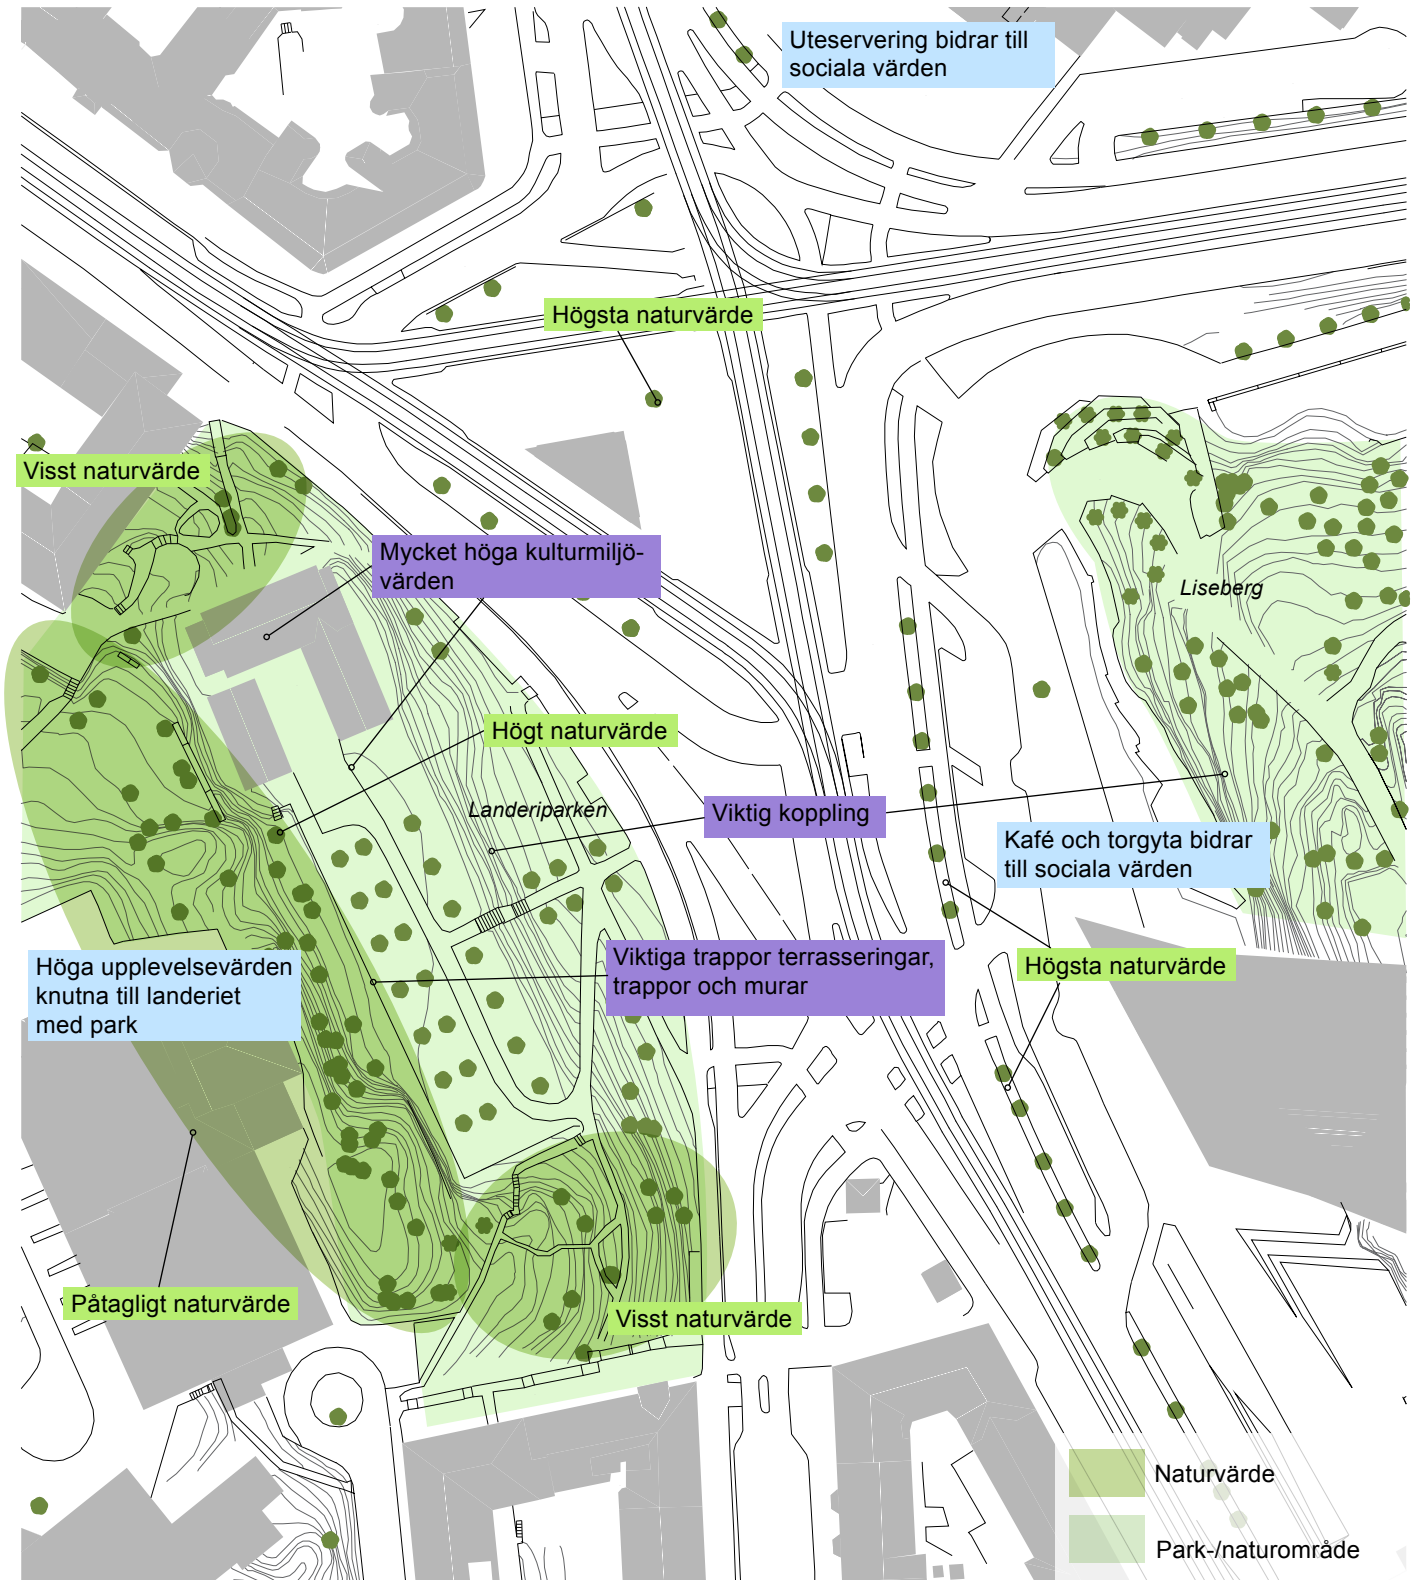 Uteservering bidrar till
sociala värden
Högsta naturvärde
Visst naturvärde
Mycket höga kulturmiljö-
värden
Liseberg
Högt naturvärde
Landeriparken
Viktig koppling
Kafé och torgyta bidrar
till sociala värden
Höga upplevelsevärden
knutna till landeriet
med park
Viktiga trappor terrasseringar,
trappor och murar
Högsta naturvärde
Påtagligt naturvärde
Visst naturvärde
Naturvärde
Park-/naturområde